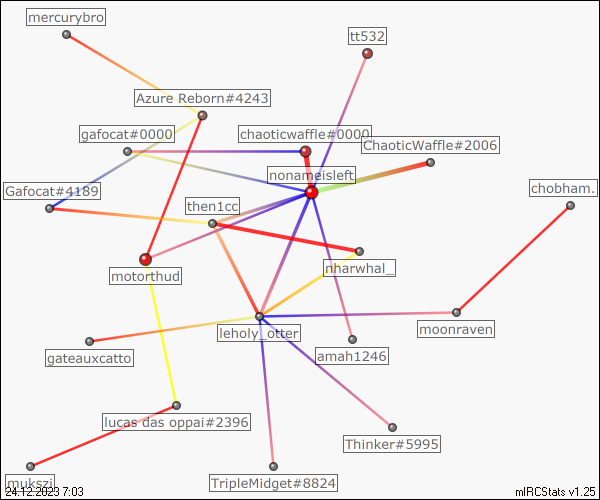 mercurybro
tt532
Azure Reborn#4243
gafocat#0000
chaoticwaffle#0000
ChaoticWaffle#2006
nonameisleft
Gafocat#4189
chobham.
then1cc
nharwhal_
motorthud
leholy_otter
moonraven
gateauxcatto
amah1246
lucas das oppai#2396
Thinker#5995
mukszi
TripleMidget#8824
24.12.2023 7:03
mIRCStats v1.25